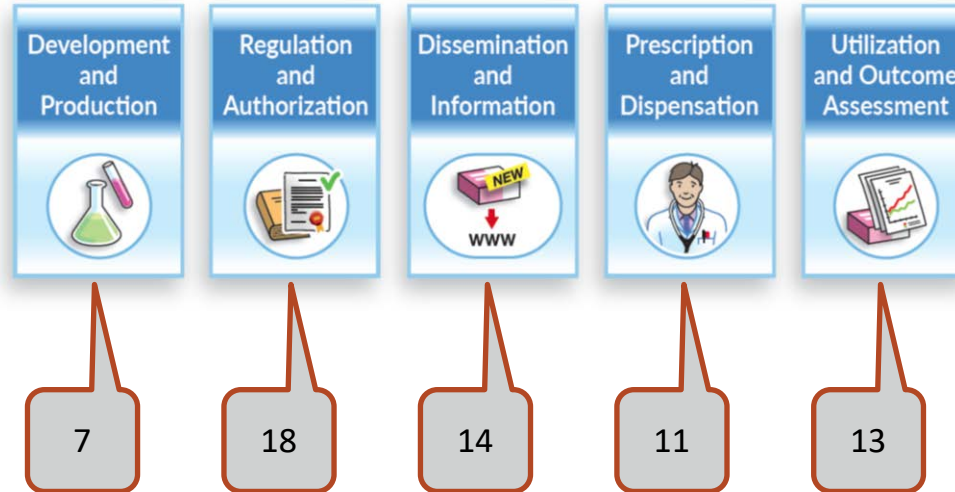 Development
and
Production
Regulation
and
Authorization
Dissemination
and
Information
NEW
WWW
Prescription
and
Dispensation
Utilization
and Outcome
Assessment
7
18
14
11
13